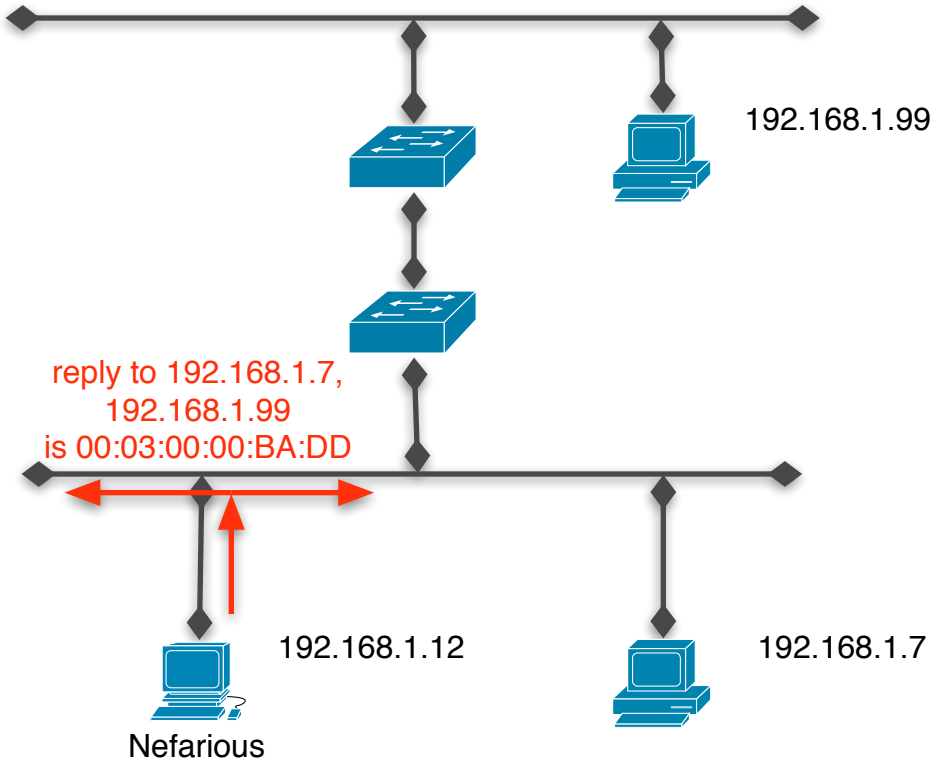 192.168.1.99
reply to 192.168.1.7,
192.168.1.99
is 00:03:00:00:BA:DD
192.168.1.12
192.168.1.7
Nefarious